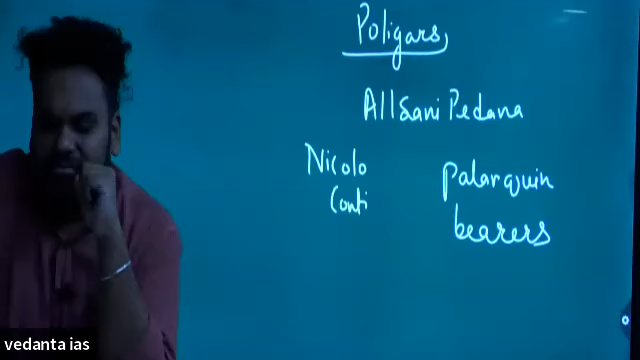 Poligars
Allsani Pedana
Nicolo
Conti
palanquin
bearers
vedanta ias